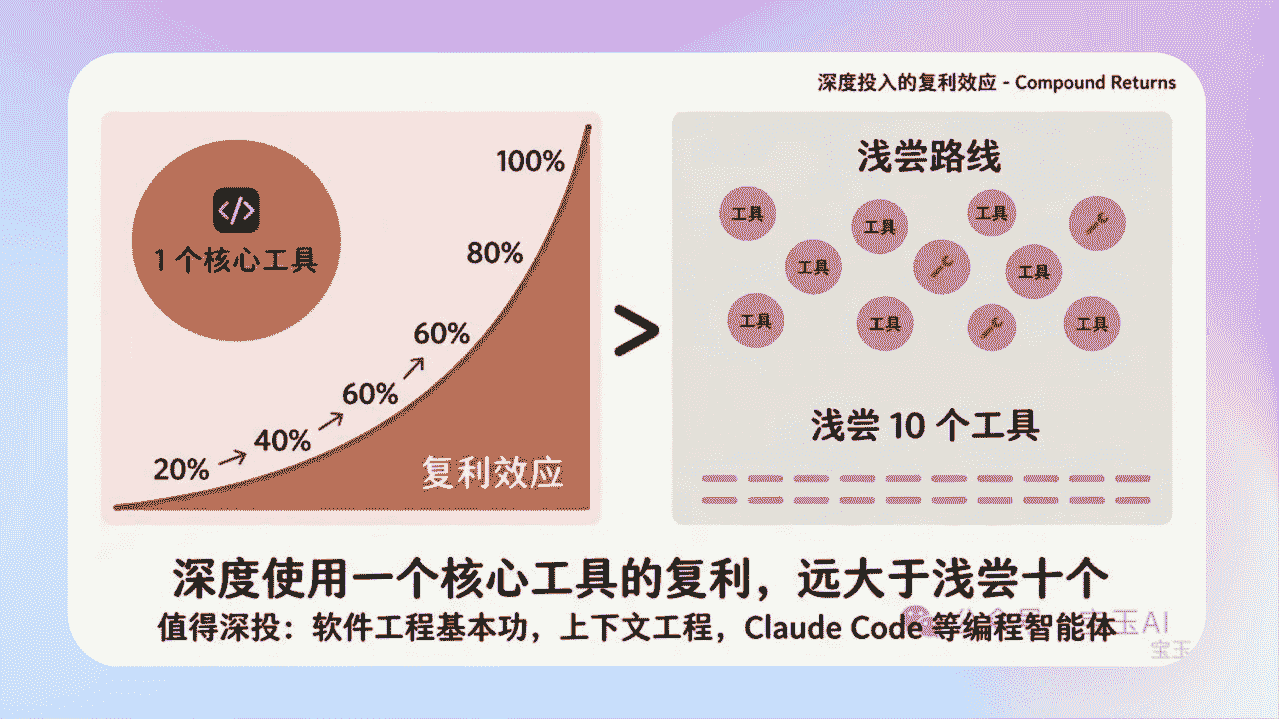 深度投入的复利效应 - Compound Returns
</>
1 个核心工具
100%
80%
60%
60%
40%
20%
复利效应
>
浅尝路线
工具
工具
工具
工具
工具
工具
工具
工具
浅尝 10 个工具
深度使用一个核心工具的复利，远大于浅尝十个
值得深投：软件工程基本功，上下文工程，Claude Code 等编程智能体
宝玉AI
宝玉